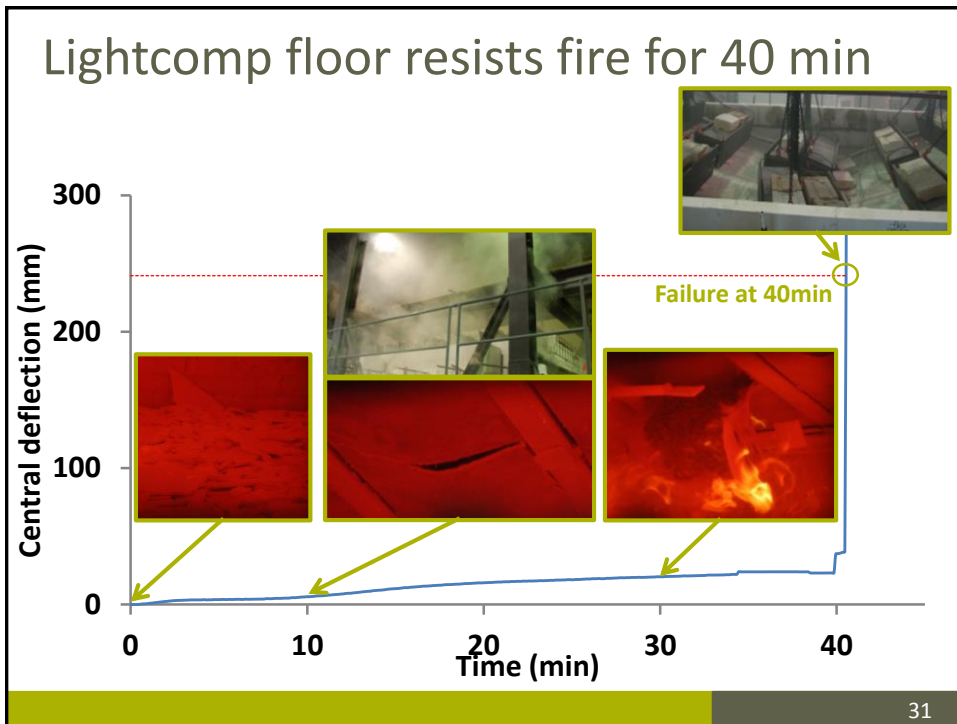 Lightcomp floor resists fire for 40 min
300
200
100
0
Central deflection (mm)
Failure at 40min
0 10 20 30 40
Time (min)
31